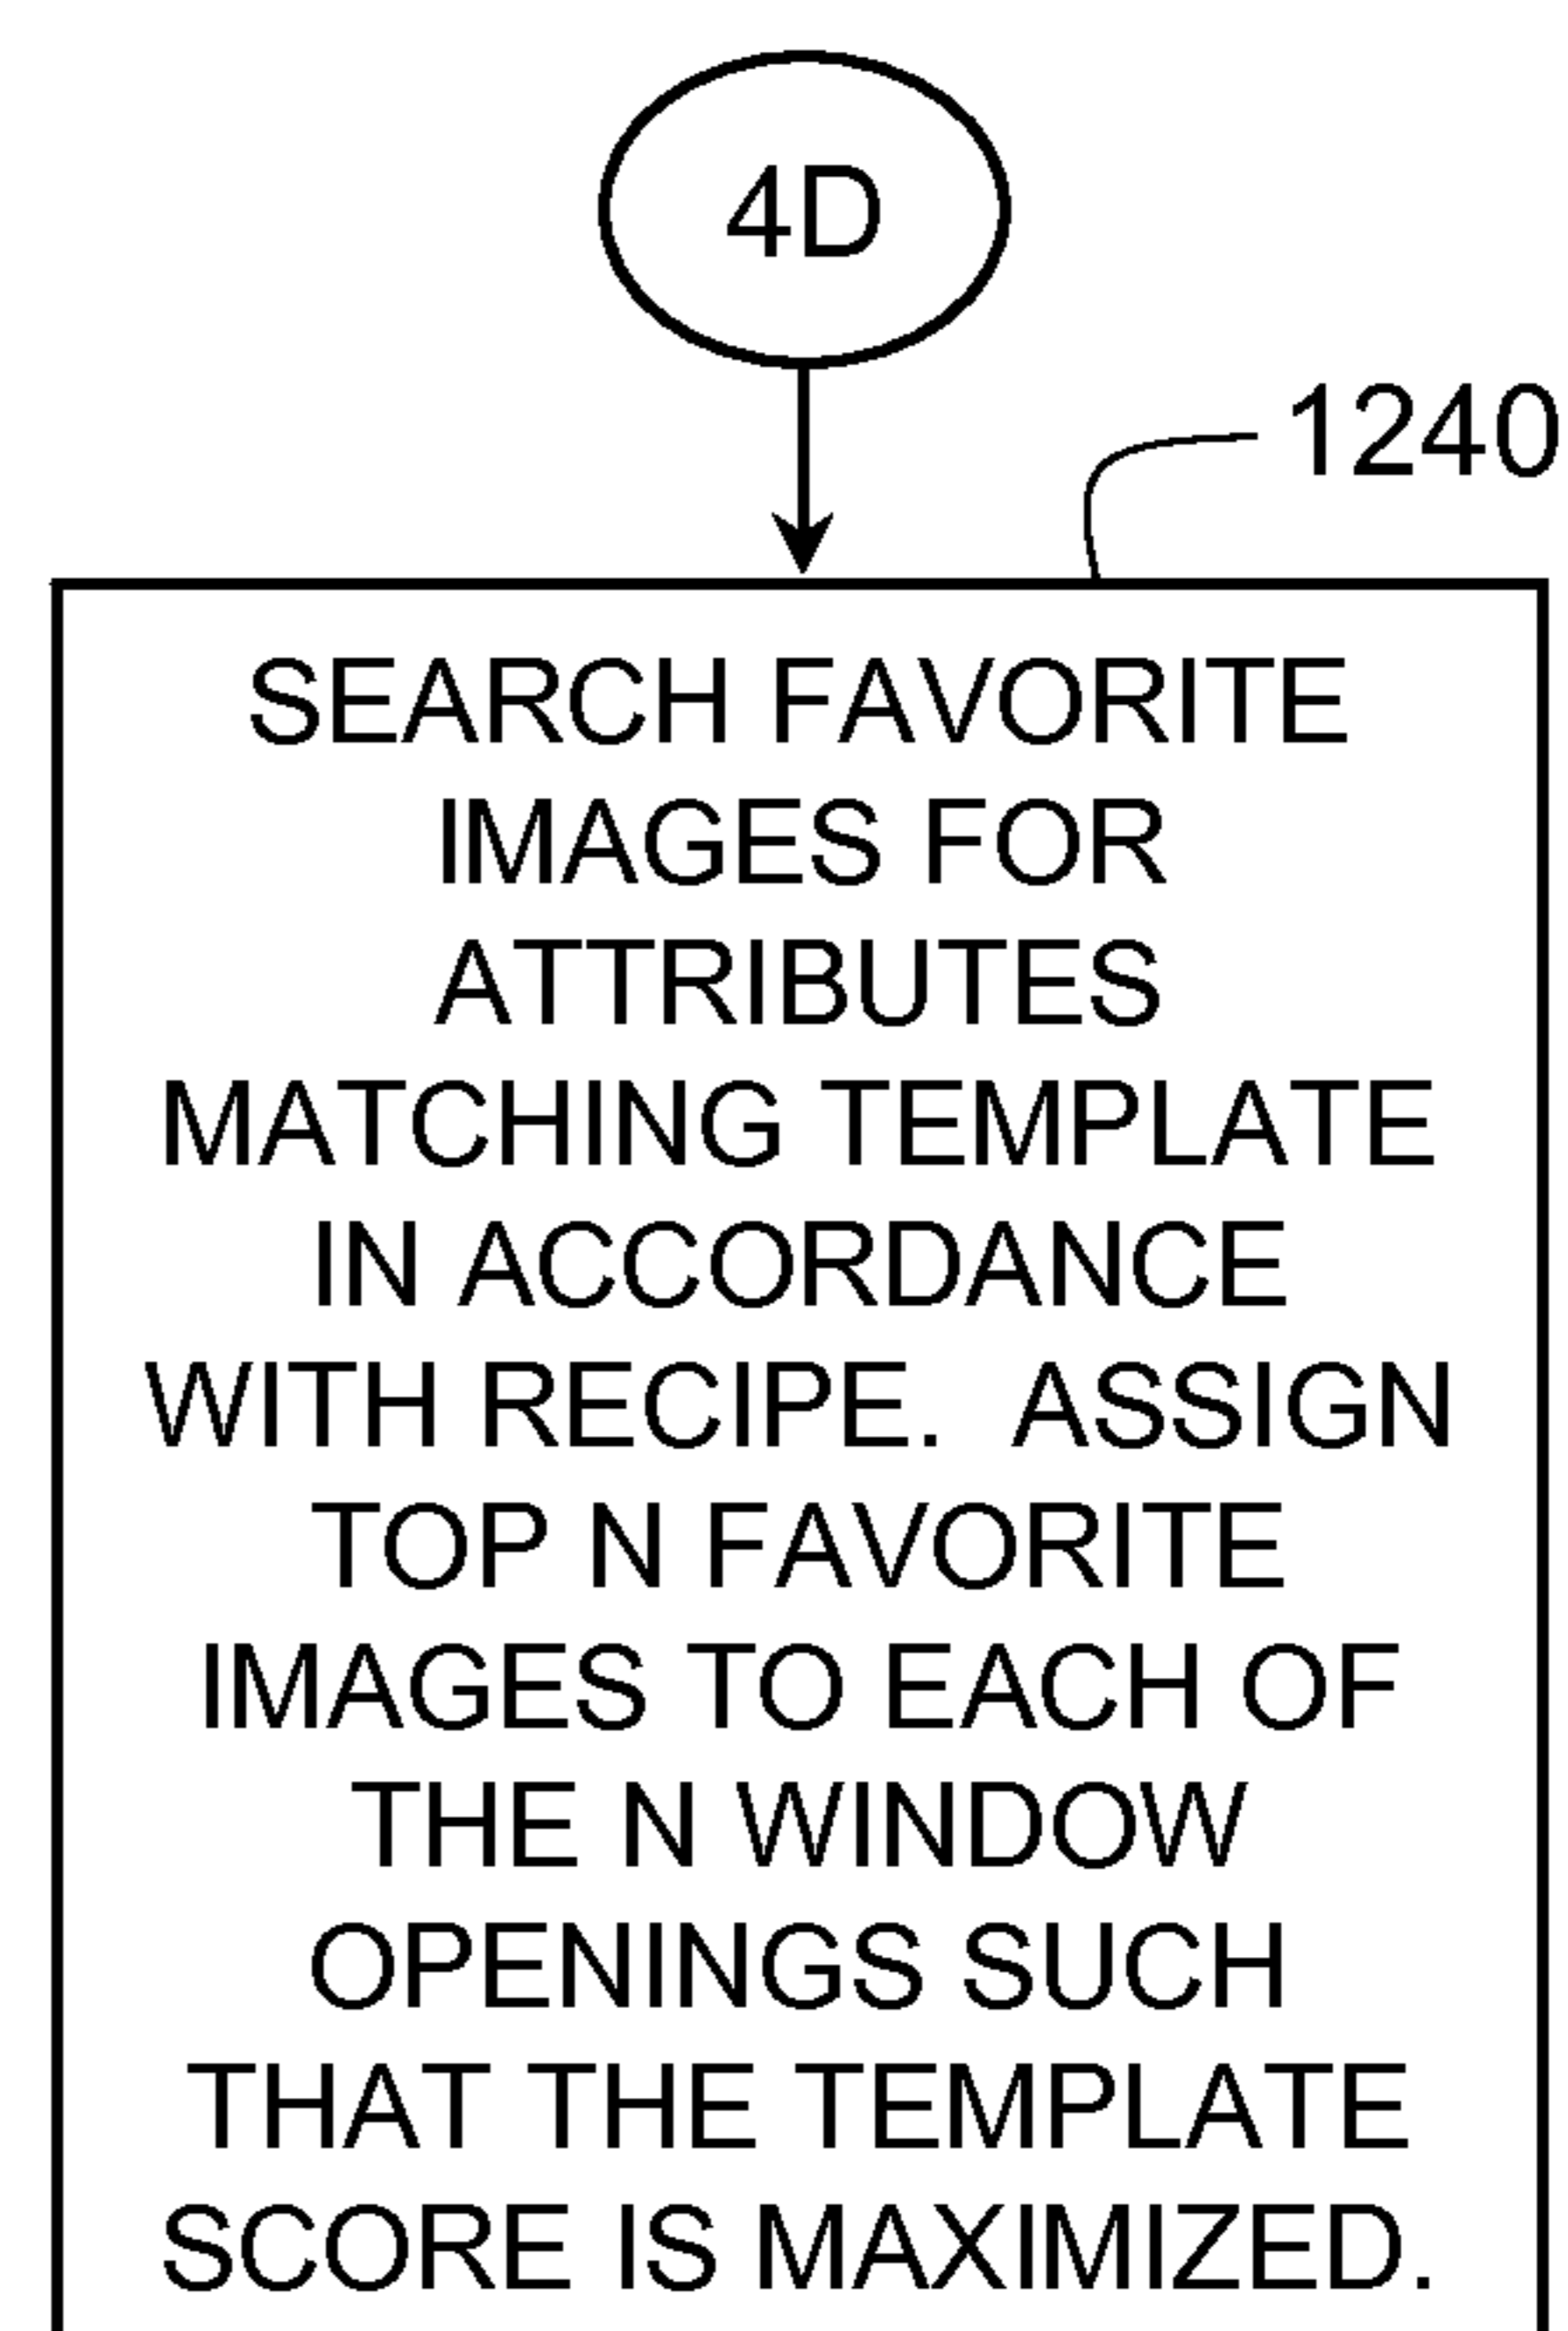 4D
1240
SEARCH FAVORITE
IMAGES FOR
ATTRIBUTES
MATCHING TEMPLATE
IN ACCORDANCE
WITH RECIPE.  ASSIGN
TOP N FAVORITE
IMAGES TO EACH OF
THE N WINDOW
OPENINGS SUCH
THAT THE TEMPLATE
SCORE IS MAXIMIZED.